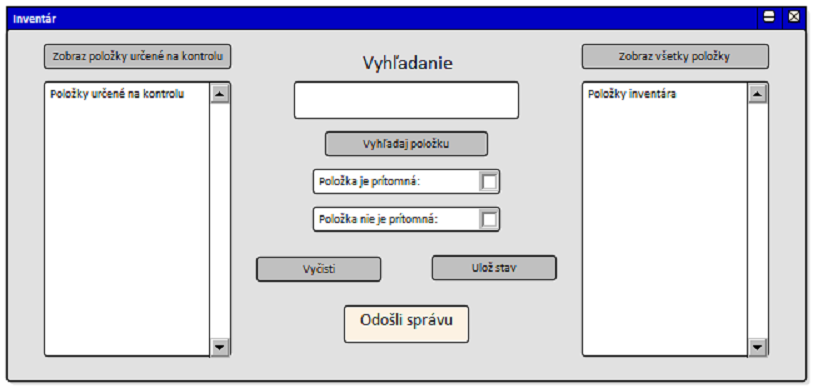 Inventár
Zobraz položky určené na kontrolu
Položky určené na kontrolu
Vyhľadanie
Vyhľadaj položku
Položka je prítomná:
Položka nie je prítomná:
Vyčisti
Ulož stav
Odošli správu
Zobraz všetky položky
Položky inventára